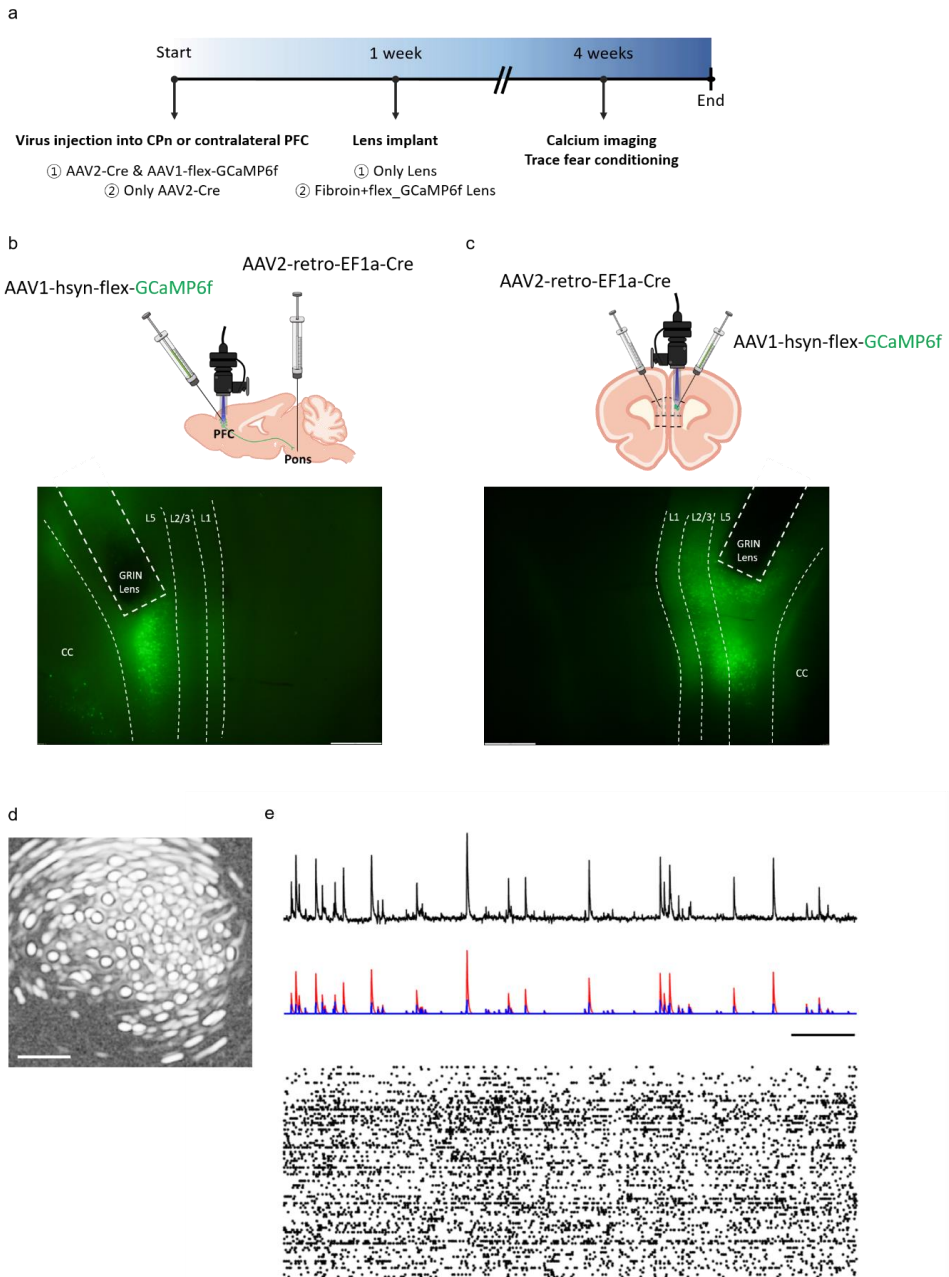 a
Start
1 week
4 weeks
End
Virus injection into CPn or contralateral PFC
① AAV2-Cre & AAV1-flex-GCaMP6f
② Only AAV2-Cre
Lens implant
① Only Lens
② Fibroin+flex_GCaMP6f Lens
Calcium imaging
Trace fear conditioning
b
AAV2-retro-EF1a-Cre
AAV1-hsyn-flex-GCaMP6f
PFC
Pons
L5
L2/3
L1
GRIN
Lens
CC
c
AAV2-retro-EF1a-Cre
AAV1-hsyn-flex-GCaMP6f
L1
L2/3
L5
GRIN
Lens
CC
d
e